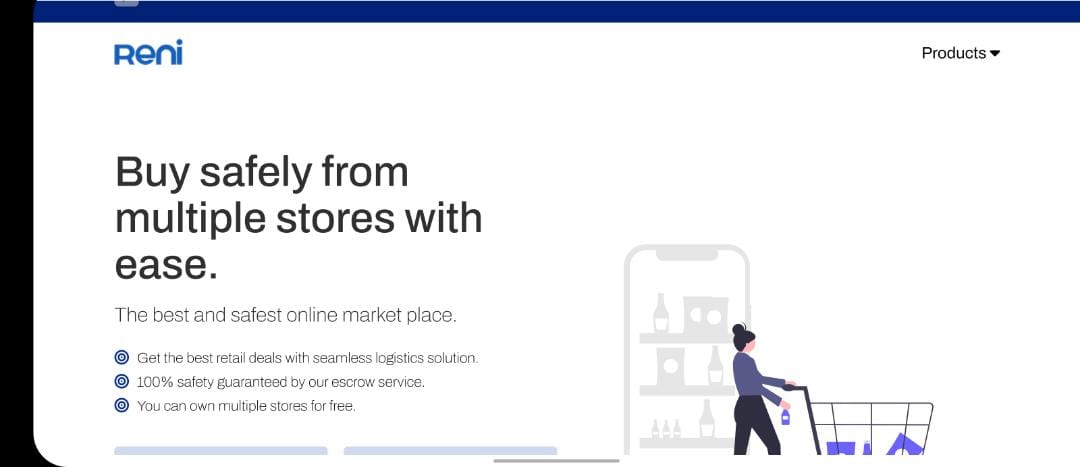 Reni
Products
Buy safely from
multiple stores with
ease.
The best and safest online market place.
Get the best retail deals with seamless logistics solution.
100% safety guaranteed by our escrow service.
You can own multiple stores for free.